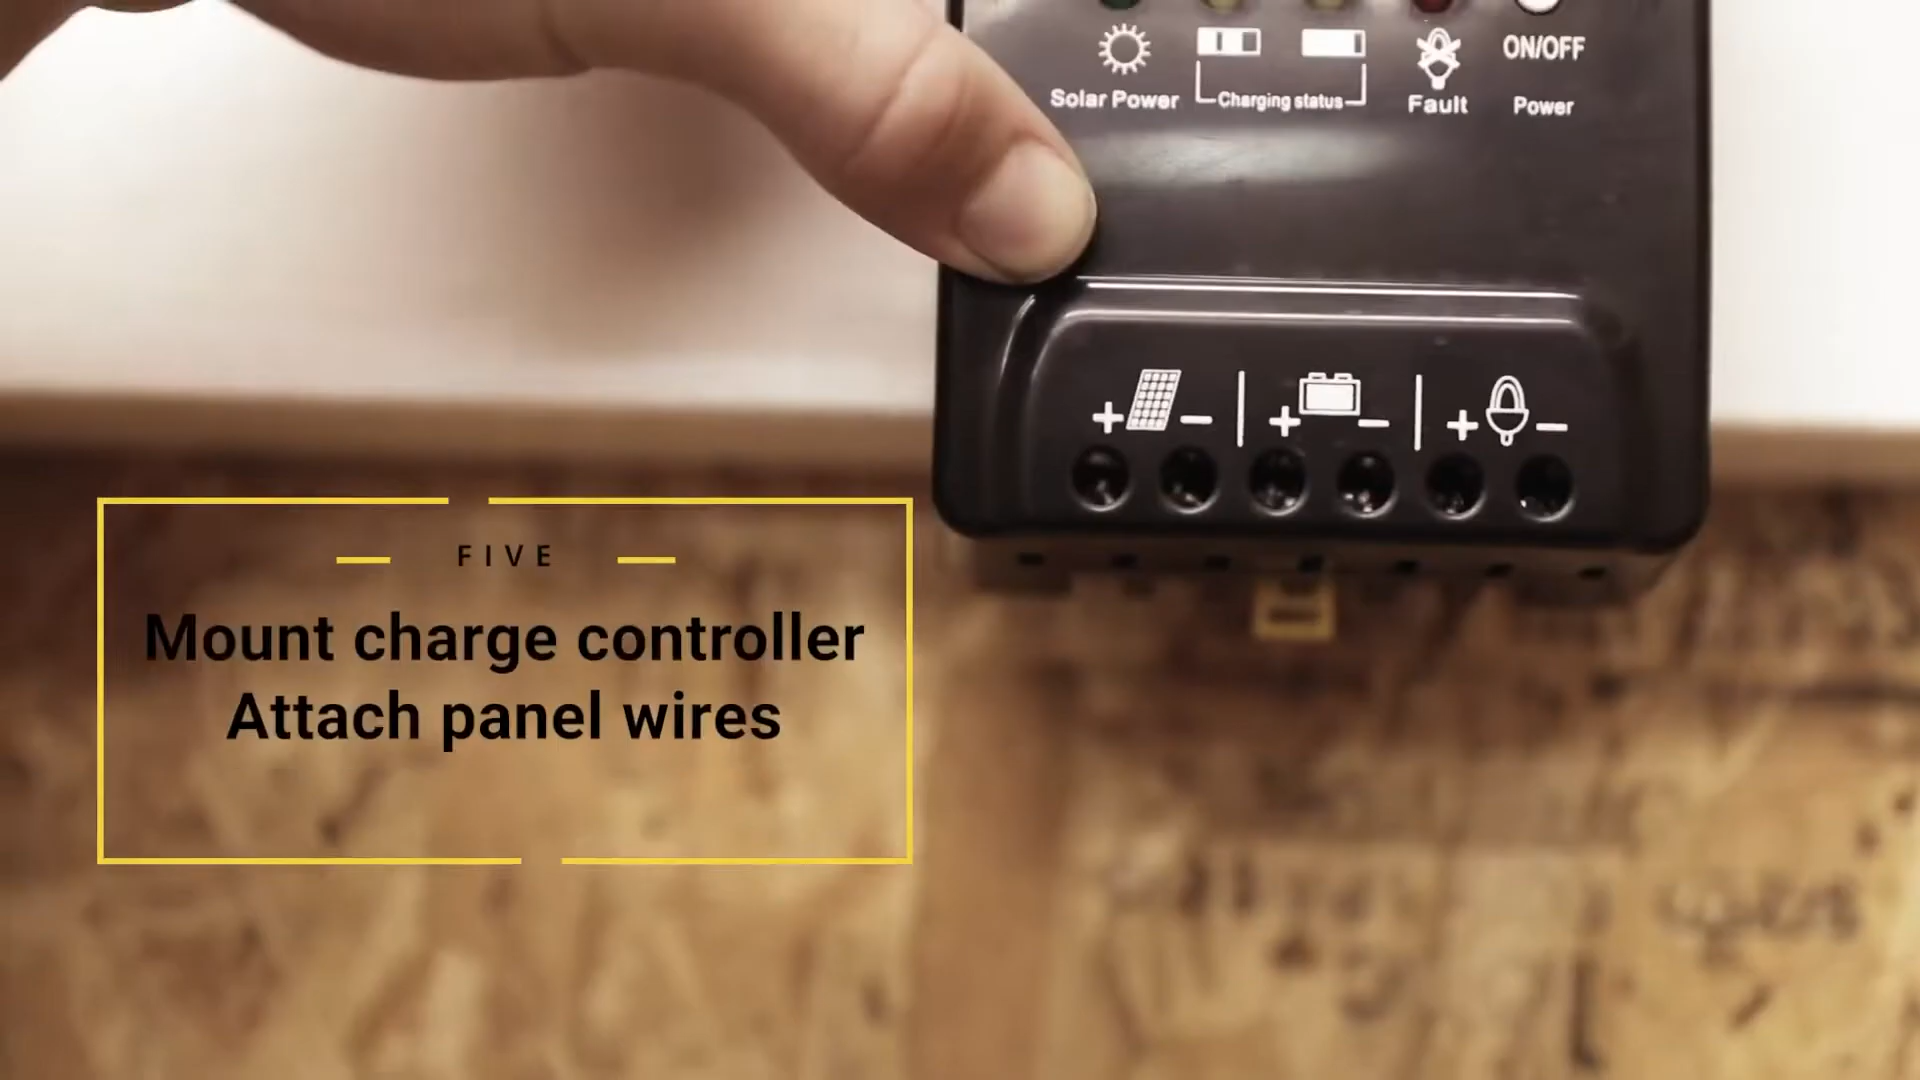 Solar Power
Charging status
Fault
ON/OFF
Power
+ - + - + -
FIVE
Mount charge controller
Attach panel wires